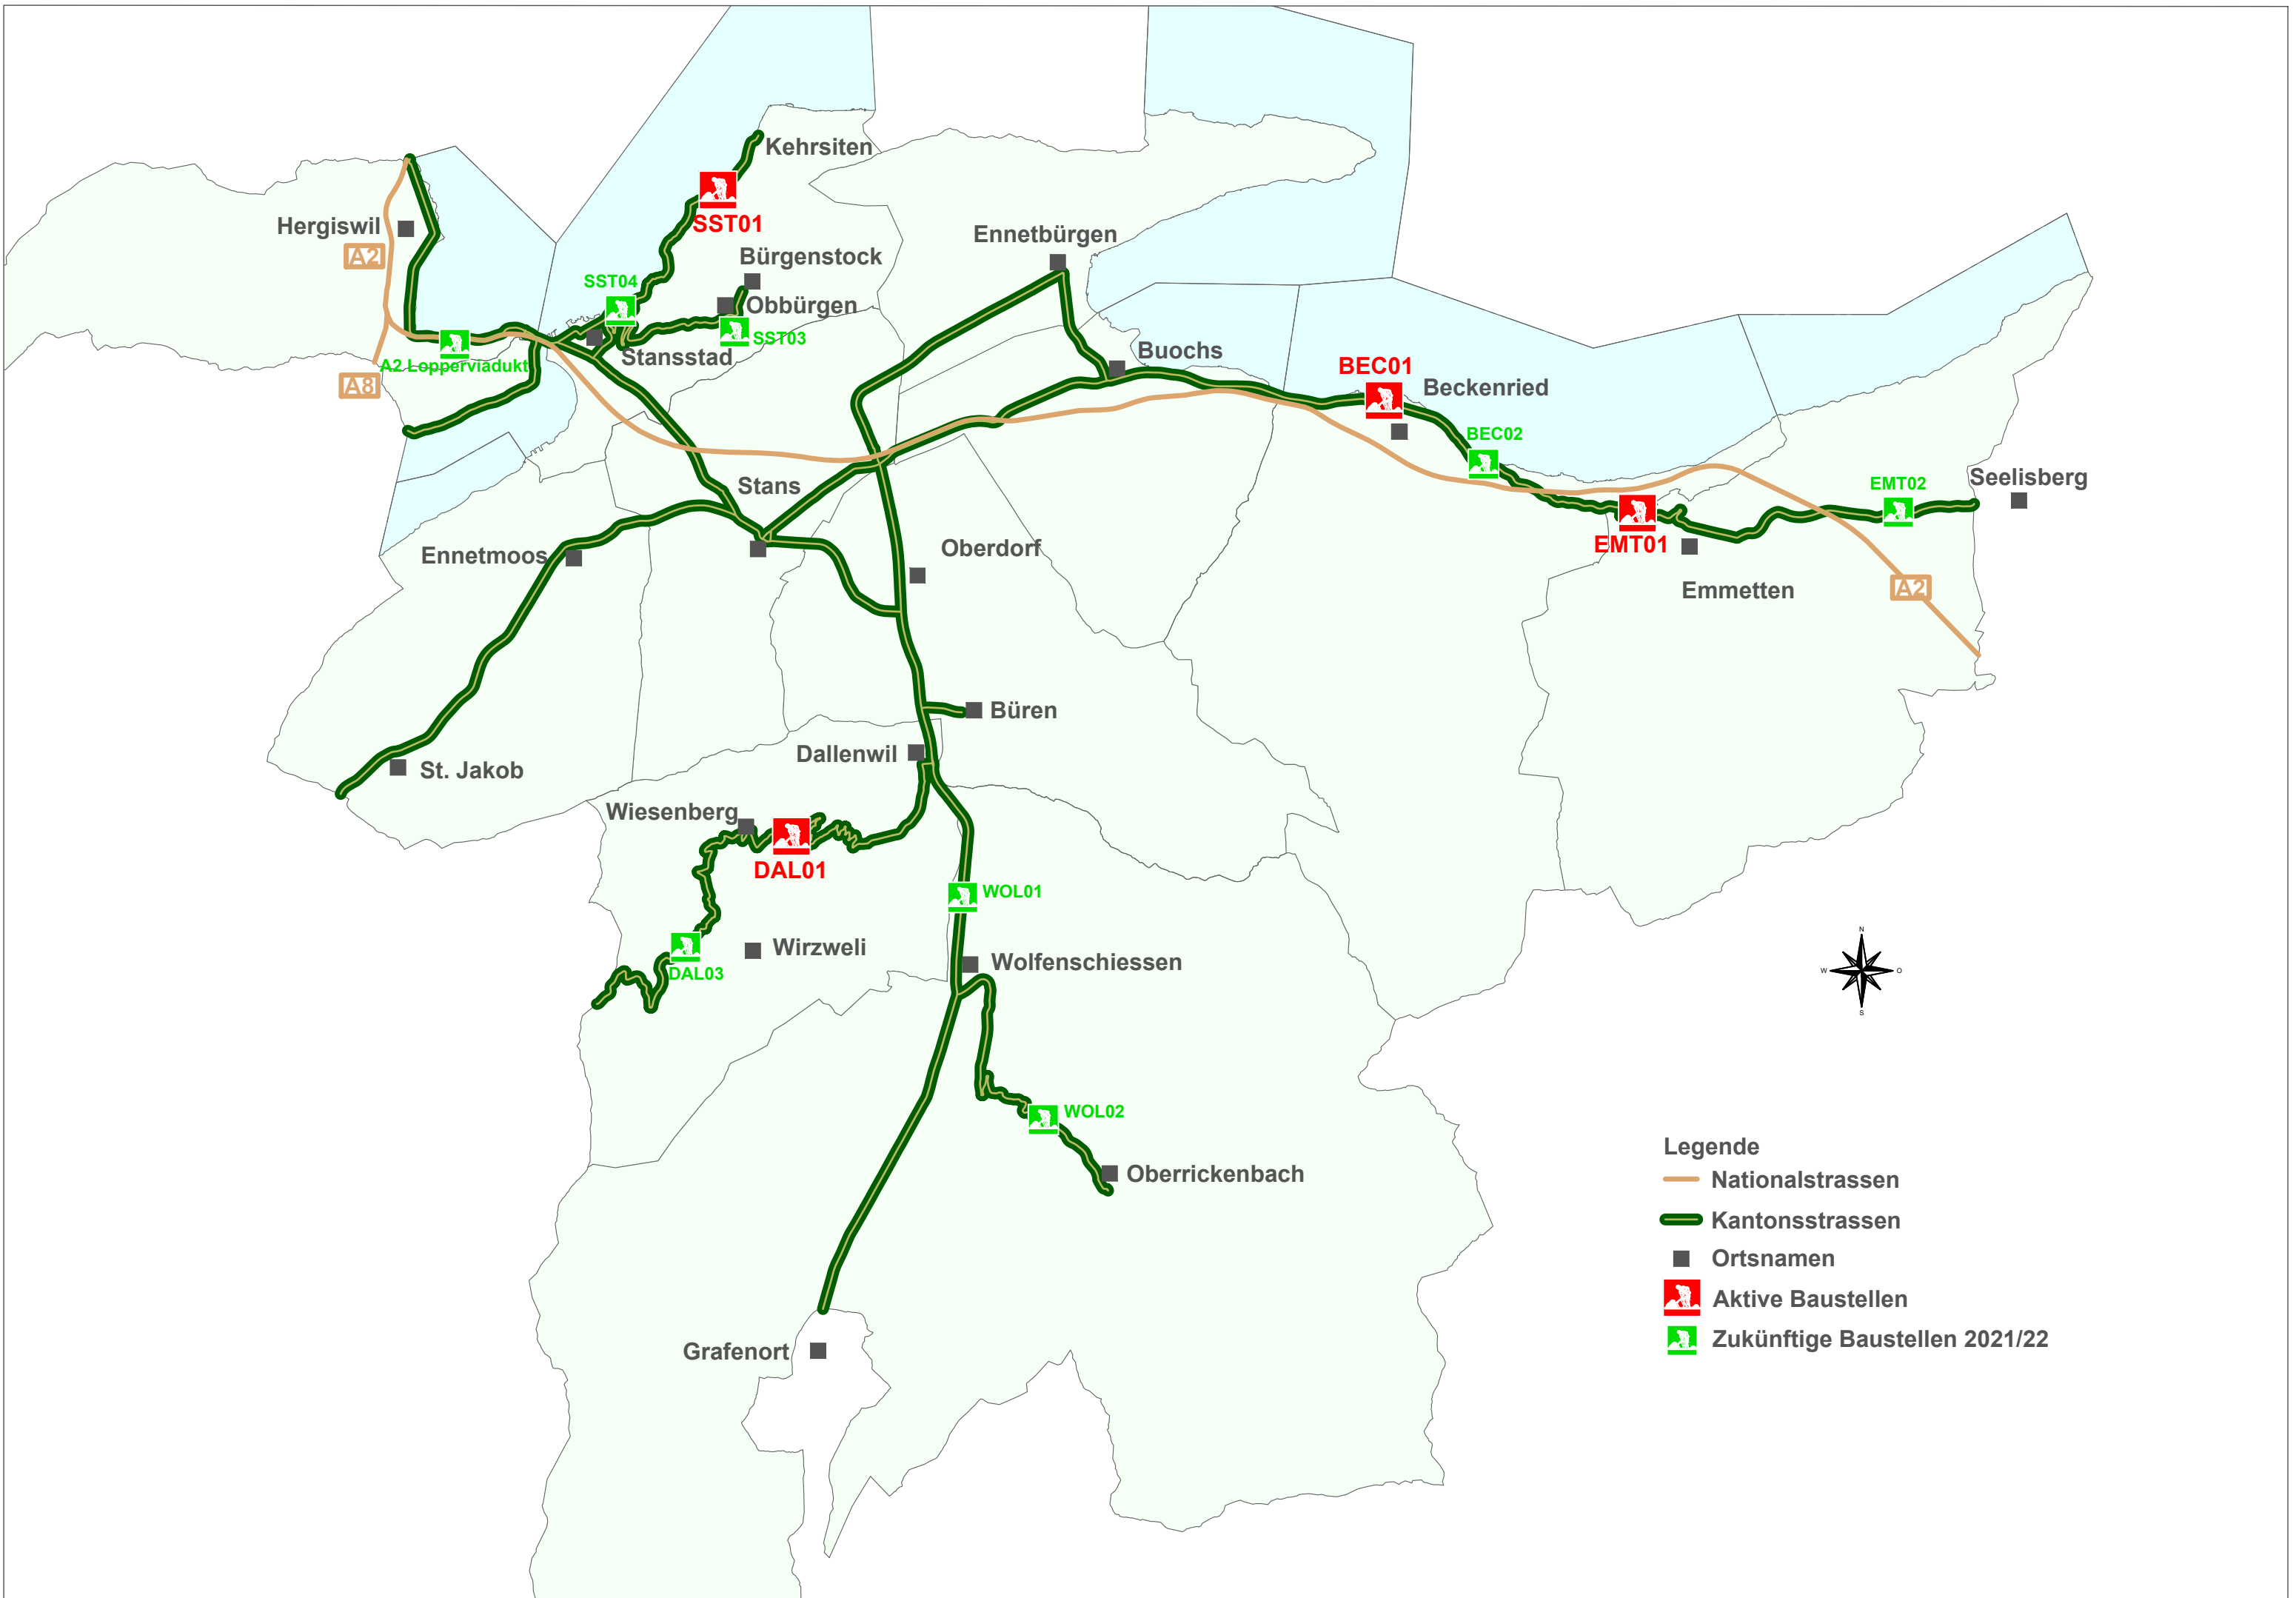 Kehrsiten
SST01
Hergiswil
A2
Ennetbürgen
Bürgenstock
SST04
Obbürgen
SST03
Stansstad
A2 Lopperviadukt
A8
Buochs
BEC01
Beckenried
BEC02
Stans
Seelisberg
EMT02
EMT01
Ennetmoos
Oberdorf
Emmetten
A2
Büren
Dallenwil
St. Jakob
Wiesenberg
DAL01
WOL01
Wirzweli
DAL03
Wolfenschiessen
N
W
O
S
WOL02
Oberrickenbach
Grafenort
Legende
Nationalstrassen
Kantonsstrassen
Ortsnamen
Aktive Baustellen
Zukünftige Baustellen 2021/22